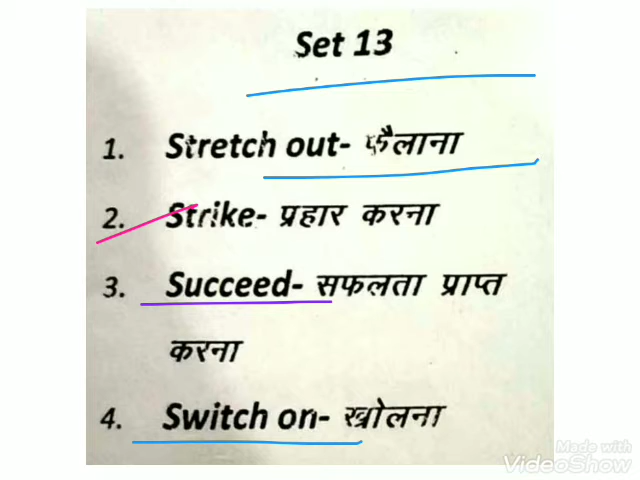 Set 13
1. Stretch out- फैलाना
2. Strike- प्रहार करना
3. Succeed- सफलता प्राप्त
करना
4. Switch on- खोलना
Made with
VideoShow